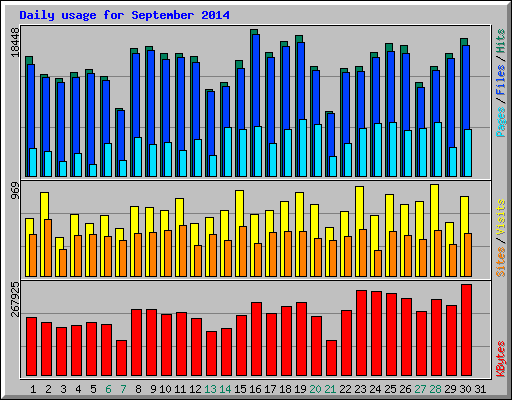 Daily usage for September 2014
18448
Pages / Files / Hits
969
Sites / Visits
267925
KBytes
1 2 3 4 5 6 7 8 9 10 11 12 13 14 15 16 17 18 19 20 21 22 23 24 25 26 27 28 29 30 31